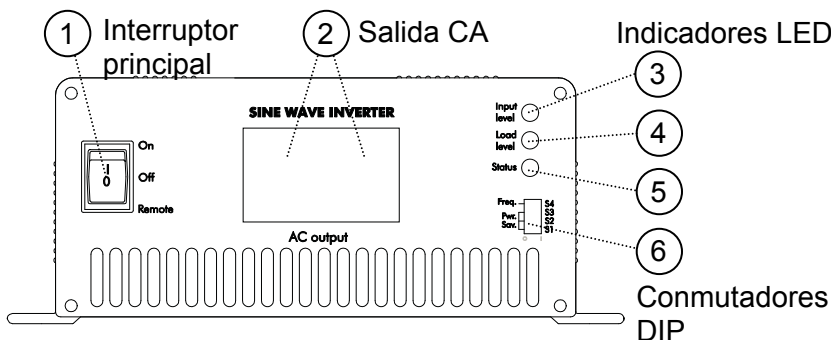 1 Interruptor
principal
2 Salida CA
Indicadores LED
3
4
5
6
Conmutadores
DIP
SINE WAVE INVERTER
On
I
0
Off
Remote
AC output
Input
level
Load
level
Status
Freq.
Pwr.
Sav.
S4
S3
S2
S1
0 I